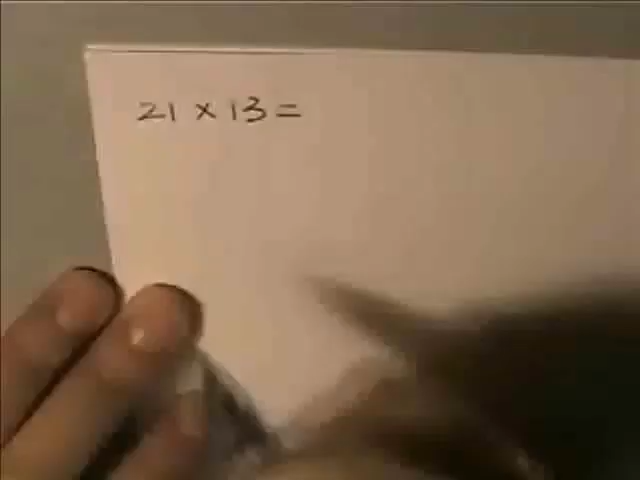 21 × 13 =